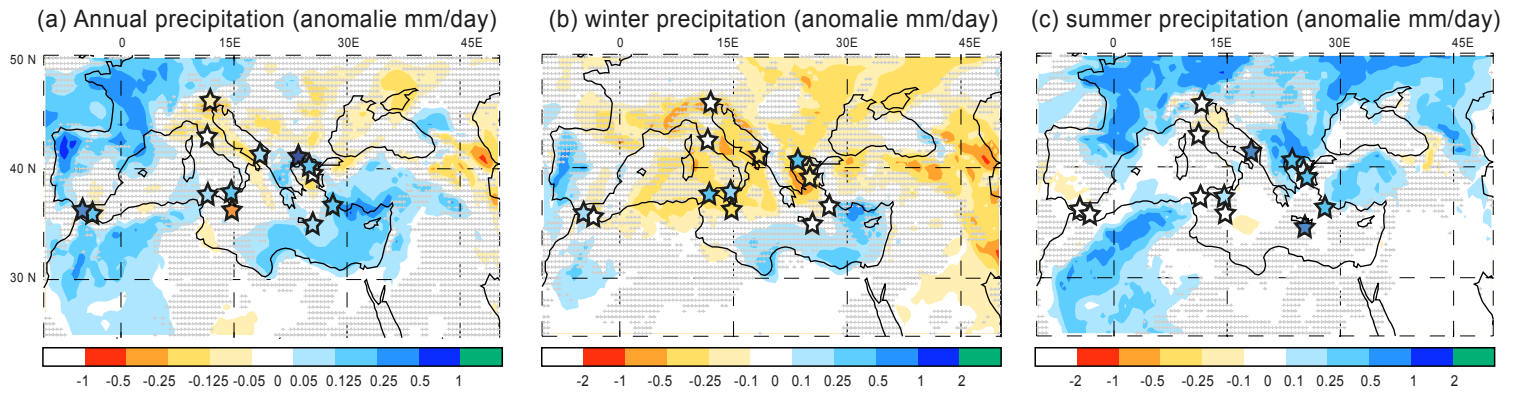 (a) Annual precipitation (anomalie mm/day)
(b) winter precipitation (anomalie mm/day)
(c) summer precipitation (anomalie mm/day)
0 15E 30E 45E
0 15E 30E 45E
0 15E 30E 45E
50 N
40 N
30 N
-1 -0.5 -0.25 -0.125 -0.05 0 0.05 0.125 0.25 0.5 1
-2 -1 -0.5 -0.25 -0.1 0 0.1 0.25 0.5 1 2
-2 -1 -0.5 -0.25 -0.1 0 0.1 0.25 0.5 1 2